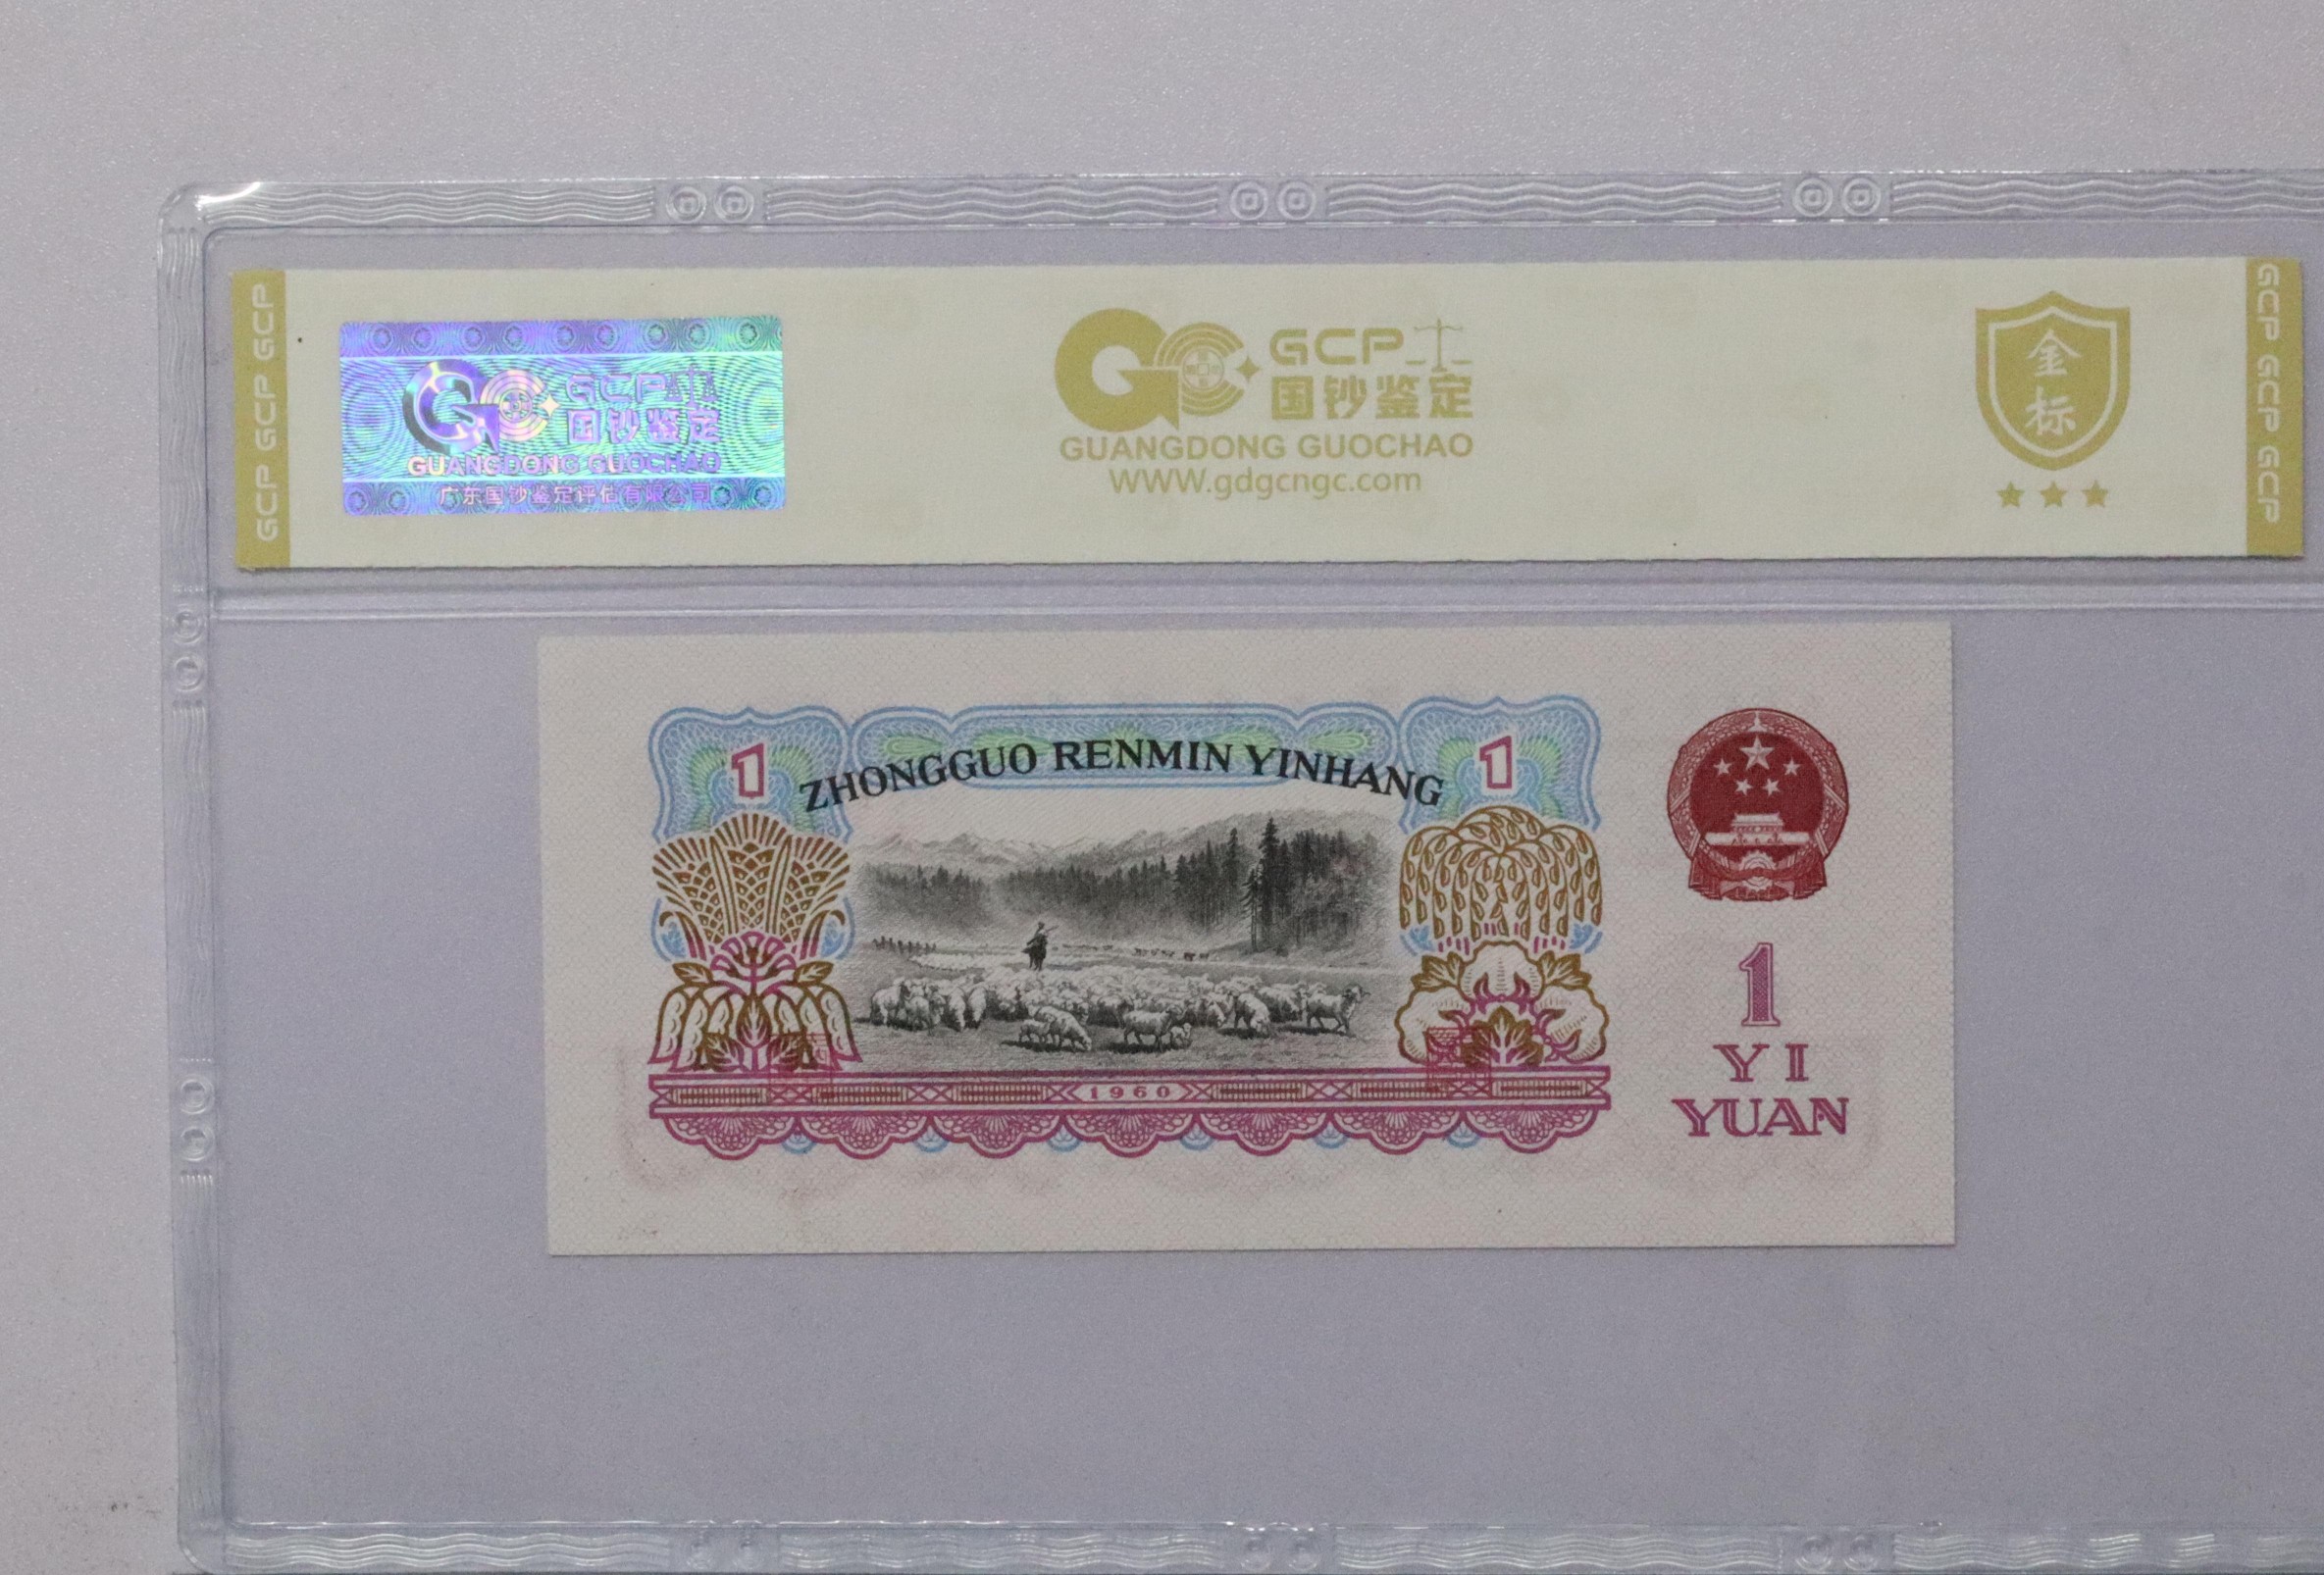 GCP GCP GCP
GCP
国钞鉴定
GUANGDONG GUOCHAO
广东国钞鉴定评估有限公司
GCP
国钞鉴定
GUANGDONG GUOCHAO
WWW.gdgcngc.com
金
标
GCP GCP GCP
1
ZHONGGUO RENMIN YINHANG
1
1960
1
YI
YUAN